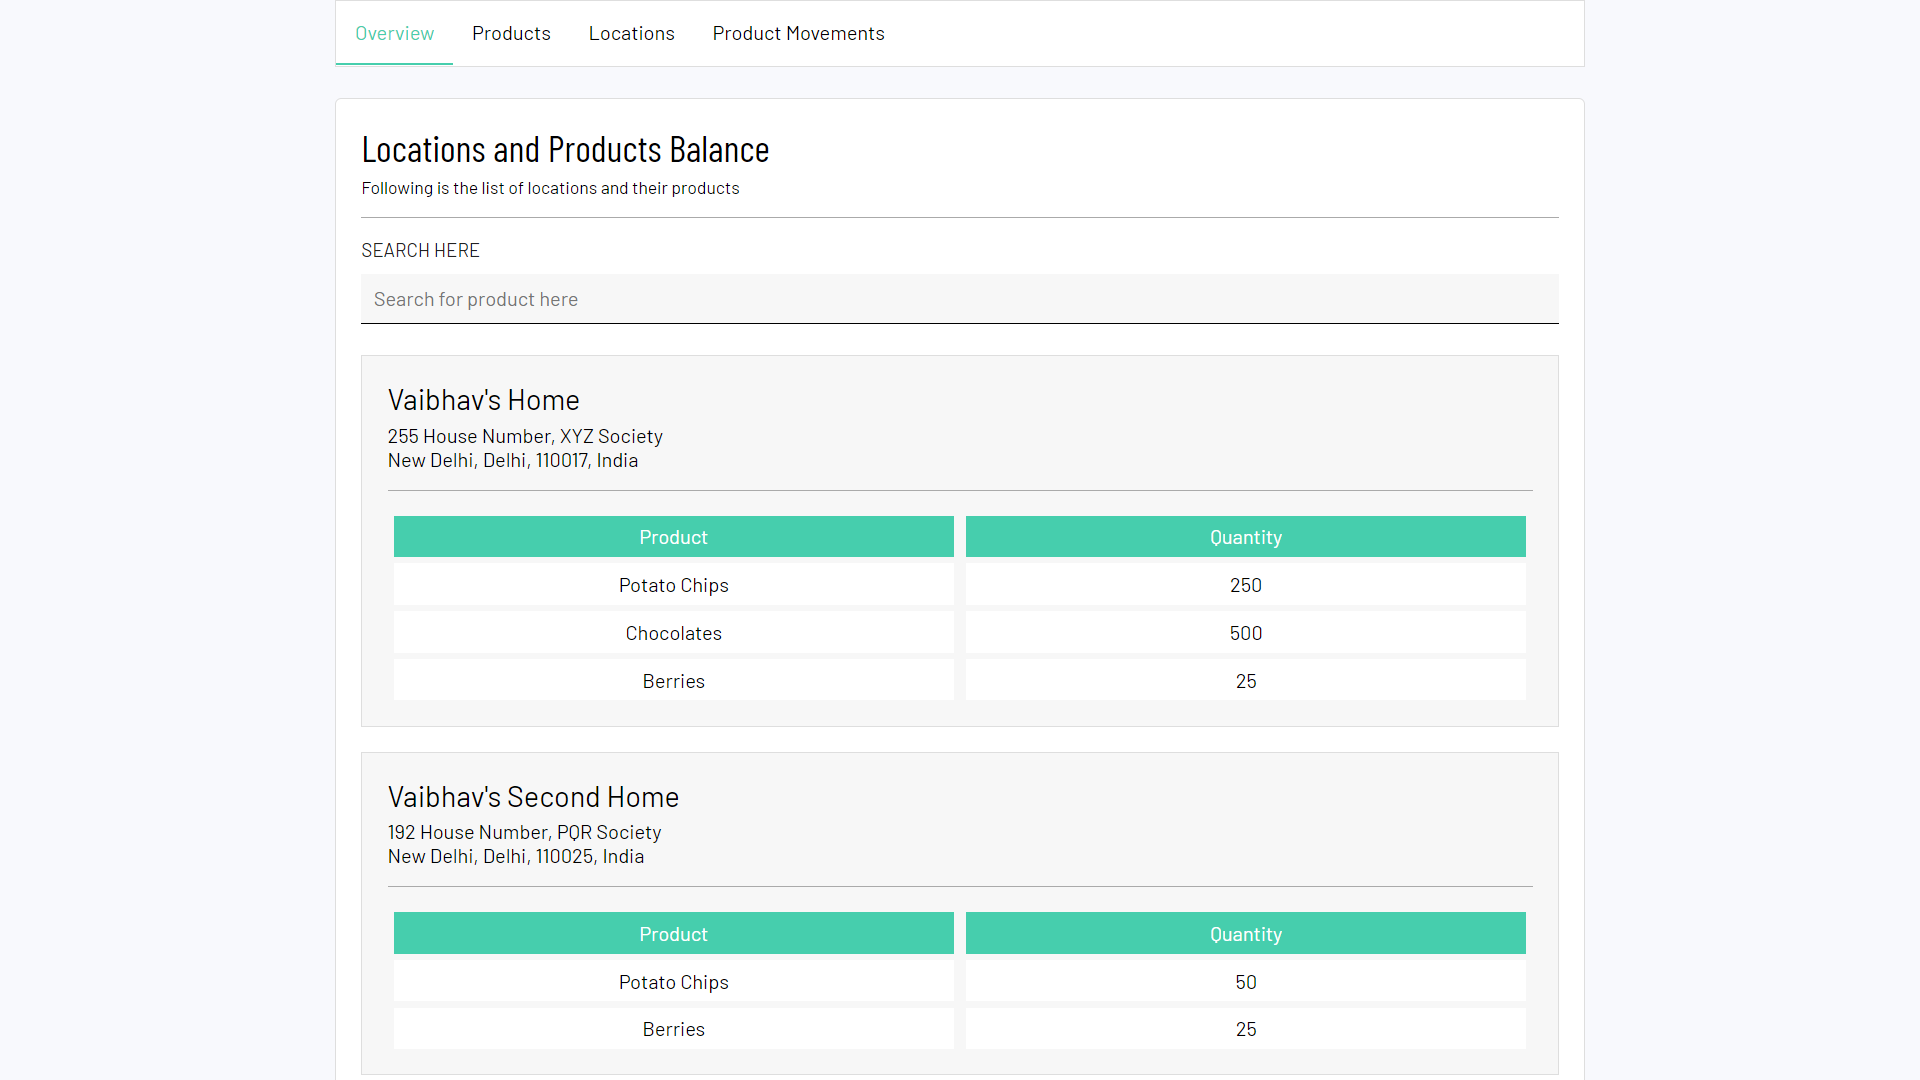 Overview Products Locations Product Movements
Locations and Products Balance
Following is the list of locations and their products
SEARCH HERE
Search for product here
Vaibhav's Home
255 House Number, XYZ Society
New Delhi, Delhi, 110017, India
Product Quantity
Potato Chips 250
Chocolates 500
Berries 25
Vaibhav's Second Home
192 House Number, PQR Society
New Delhi, Delhi, 110025, India
Product Quantity
Potato Chips 50
Berries 25